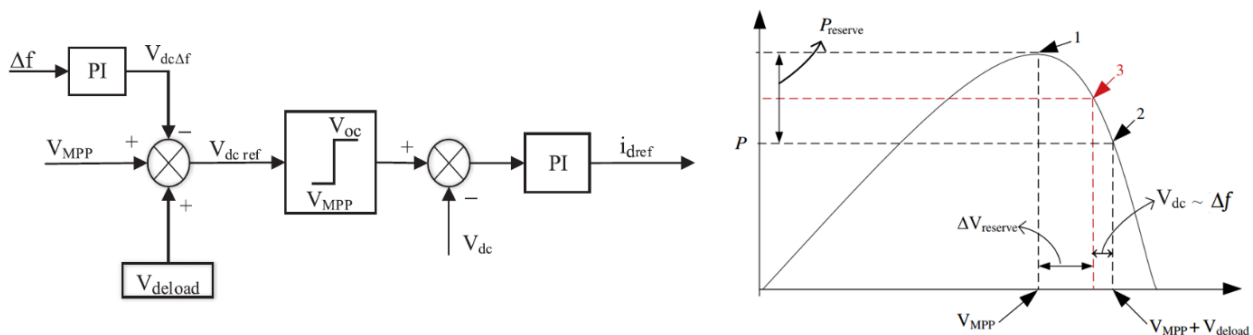 Δf
PI
V_dcΔf
−
V_MPP
+
V_dc ref
+
V_deload
V_oc
V_MPP
+
−
V_dc
PI
i_dref
P_reserve
1
3
2
P
V_dc ~ Δf
ΔV_reserve
V_MPP
V_MPP + V_deload